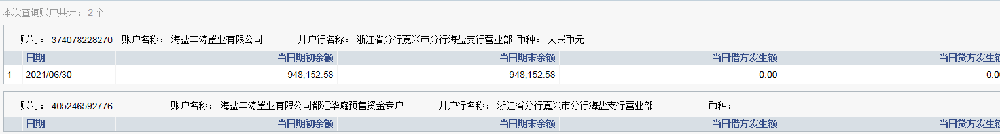 本次查询账户共计: 2 个
账号: 374078228270 账户名称: 海盐丰涛置业有限公司 开户行名称: 浙江省分行嘉兴市分行海盐支行营业部 币种: 人民币元
日期 当日期初余额 当日期末余额 当日借方发生额 当日贷方发生额
1 2021/06/30 948,152.58 948,152.58 0.00 0.0
账号: 405246592776 账户名称: 海盐丰涛置业有限公司都汇华庭预售资金专户 开户行名称: 浙江省分行嘉兴市分行海盐支行营业部 币种:
日期 当日期初余额 当日期末余额 当日借方发生额 当日贷方发生额